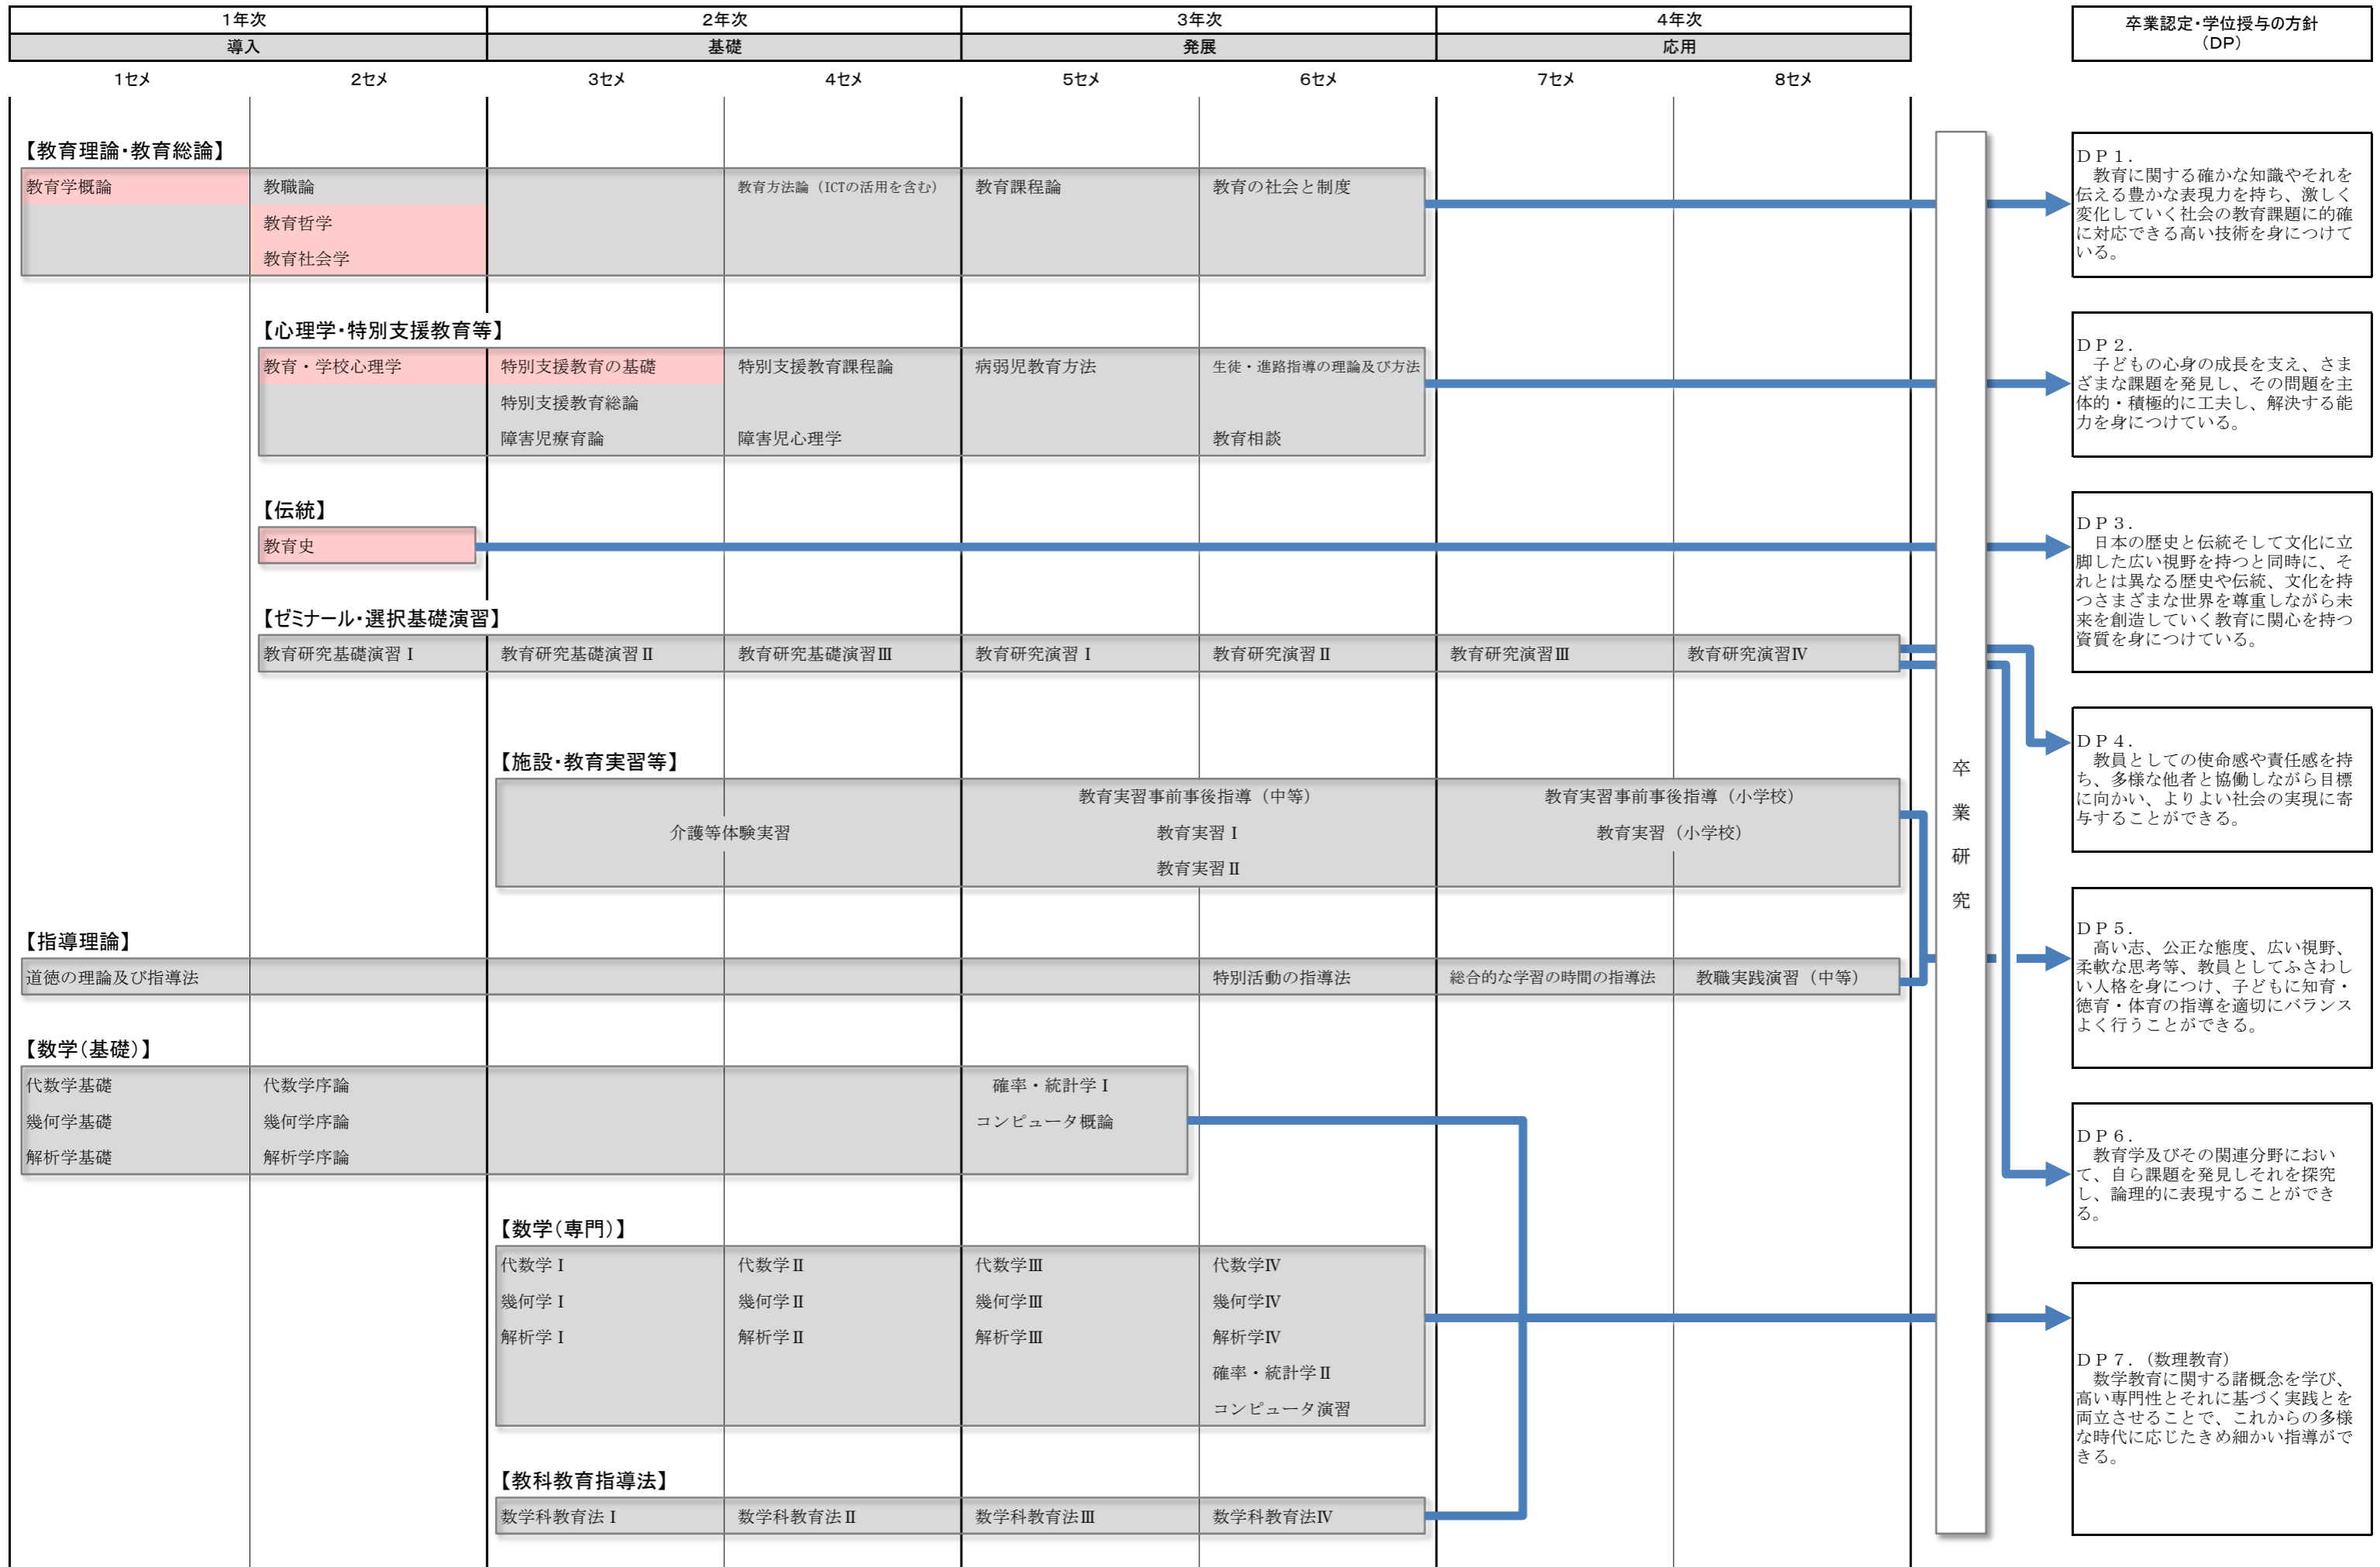 1年次 2年次 3年次 4年次
導入 基礎 発展 応用
卒業認定・学位授与の方針
（DP）
1セメ 2セメ 3セメ 4セメ 5セメ 6セメ 7セメ 8セメ
【教育理論・教育総論】
教育学概論 教職論 教育方法論（ICTの活用を含む） 教育課程論 教育の社会と制度
教育哲学
教育社会学
【心理学・特別支援教育等】
教育・学校心理学 特別支援教育の基礎 特別支援教育課程論 病弱児教育方法 生徒・進路指導の理論及び方法
特別支援教育総論
障害児療育論 障害児心理学 教育相談
【伝統】
教育史
【ゼミナール・選択基礎演習】
教育研究基礎演習Ⅰ 教育研究基礎演習Ⅱ 教育研究基礎演習Ⅲ 教育研究演習Ⅰ 教育研究演習Ⅱ 教育研究演習Ⅲ 教育研究演習Ⅳ
【施設・教育実習等】
教育実習事前事後指導（中等） 教育実習事前事後指導（小学校）
介護等体験実習 教育実習Ⅰ 教育実習（小学校）
教育実習Ⅱ
【指導理論】
道徳の理論及び指導法 特別活動の指導法 総合的な学習の時間の指導法 教職実践演習（中等）
【数学（基礎）】
代数学基礎 代数学序論 確率・統計学Ⅰ
幾何学基礎 幾何学序論 コンピュータ概論
解析学基礎 解析学序論
【数学（専門）】
代数学Ⅰ 代数学Ⅱ 代数学Ⅲ 代数学Ⅳ
幾何学Ⅰ 幾何学Ⅱ 幾何学Ⅲ 幾何学Ⅳ
解析学Ⅰ 解析学Ⅱ 解析学Ⅲ 解析学Ⅳ
確率・統計学Ⅱ
コンピュータ演習
【教科教育指導法】
数学科教育法Ⅰ 数学科教育法Ⅱ 数学科教育法Ⅲ 数学科教育法Ⅳ
卒
業
研
究
ＤＰ１．
教育に関する確かな知識やそれを
伝える豊かな表現力を持ち、激しく
変化していく社会の教育課題に的確
に対応できる高い技術を身につけて
いる。
ＤＰ２．
子どもの心身の成長を支え、さま
ざまな課題を発見し、その問題を主
体的・積極的に工夫し、解決する能
力を身につけている。
ＤＰ３．
日本の歴史と伝統そして文化に立
脚した広い視野を持つと同時に、そ
れとは異なる歴史や伝統、文化を持
つさまざまな世界を尊重しながら未
来を創造していく教育に関心を持つ
資質を身につけている。
ＤＰ４．
教員としての使命感や責任感を持
ち、多様な他者と協働しながら目標
に向かい、よりよい社会の実現に寄
与することができる。
ＤＰ５．
高い志、公正な態度、広い視野、
柔軟な思考等、教員としてふさわし
い人格を身につけ、子どもに知育・
徳育・体育の指導を適切にバランス
よく行うことができる。
ＤＰ６．
教育学及びその関連分野におい
て、自ら課題を発見しそれを探究
し、論理的に表現することができ
る。
ＤＰ７．（数理教育）
数学教育に関する諸概念を学び、
高い専門性とそれに基づく実践とを
両立させることで、これからの多様
な時代に応じたきめ細かい指導がで
きる。